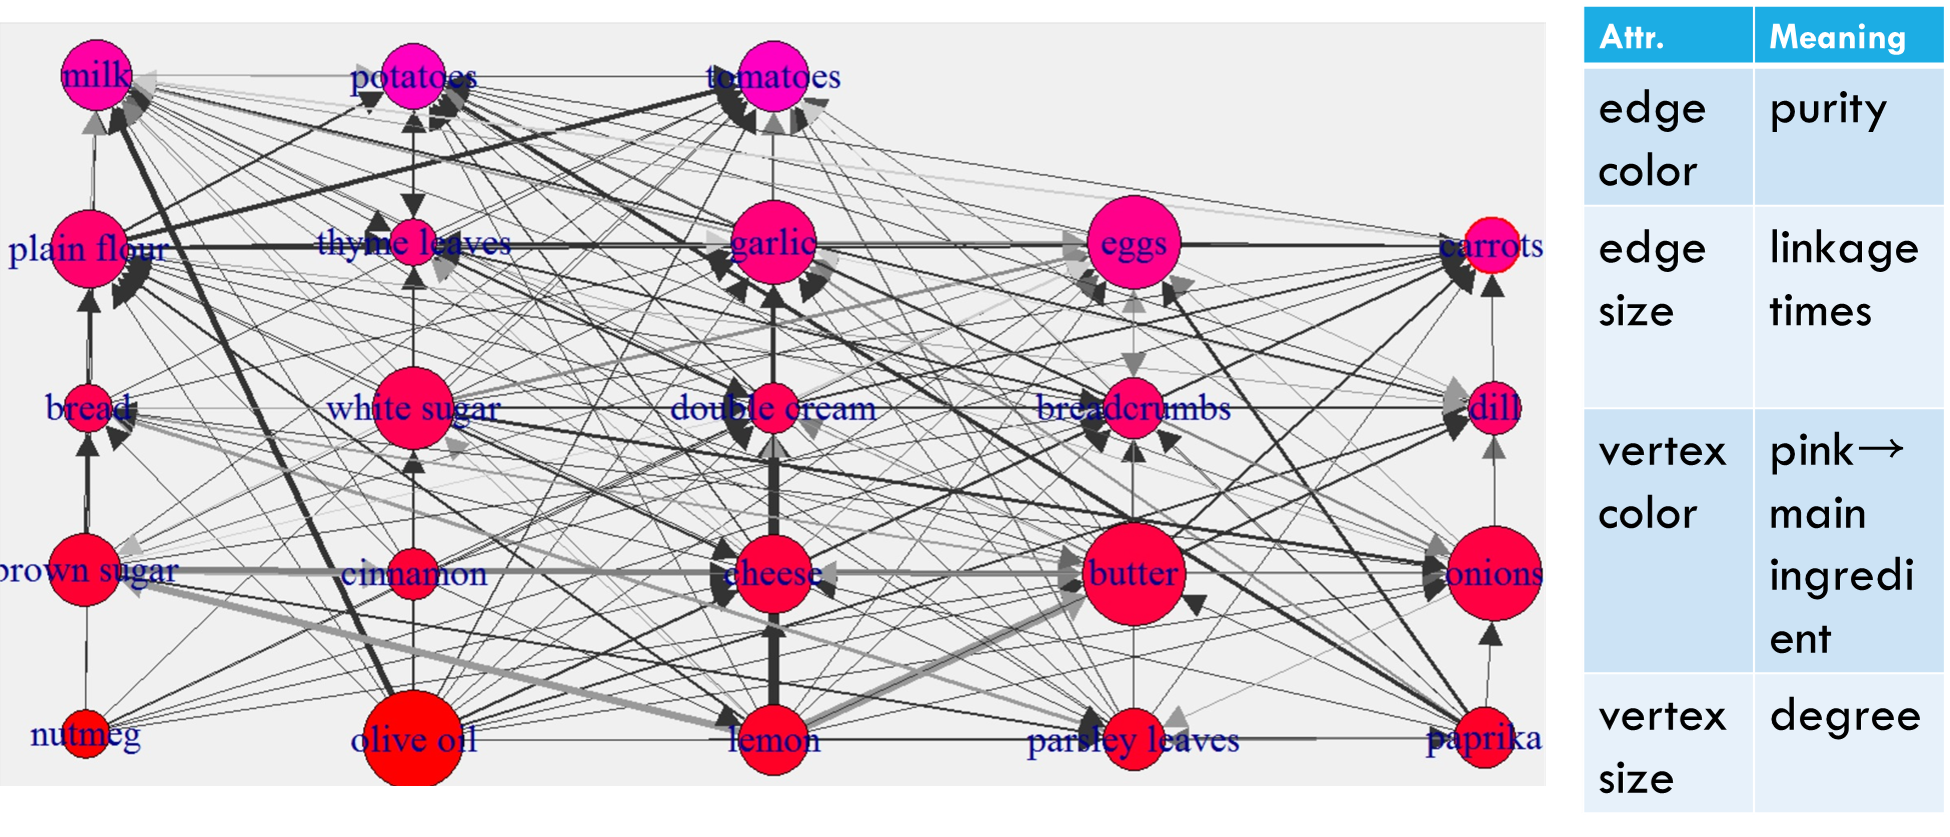 milk potatoes tomatoes
plain flour thyme leaves garlic eggs carrots
bread white sugar double cream breadcrumbs dill
brown sugar cinnamon cheese butter onions
nutmeg olive oil lemon parsley leaves paprika
Attr. Meaning
edge purity
color
edge linkage
size times
vertex pink→
color main
ingredi
ent
vertex degree
size